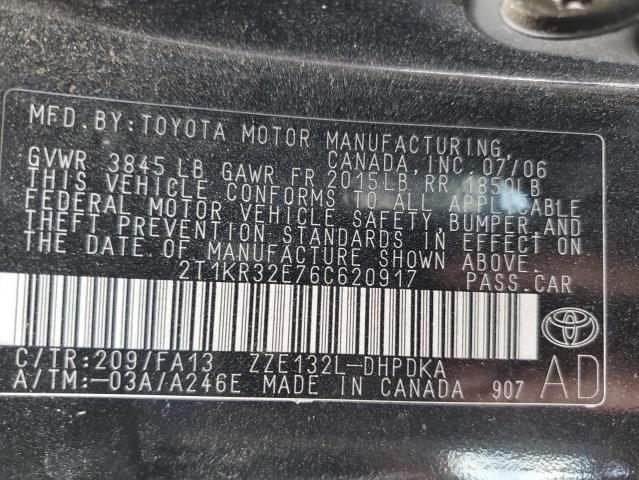 MFD. BY: TOYOTA MOTOR MANUFACTURING,
CANADA, INC. 07/06
GVWR 3845 LB GAWR FR 2015LB, RR 1850LB
THIS VEHICLE CONFORMS TO ALL APPLICABLE
FEDERAL MOTOR VEHICLE SAFETY, BUMPER, AND
THEFT PREVENTION STANDARDS IN EFFECT ON
THE DATE OF MANUFACTURE SHOWN ABOVE.
2T1KR32E76C620917 PASS.CAR
C/TR:209/FA13 ZZE132L-DHPDKA
A/TM:-03A/A246E MADE IN CANADA 907
AD